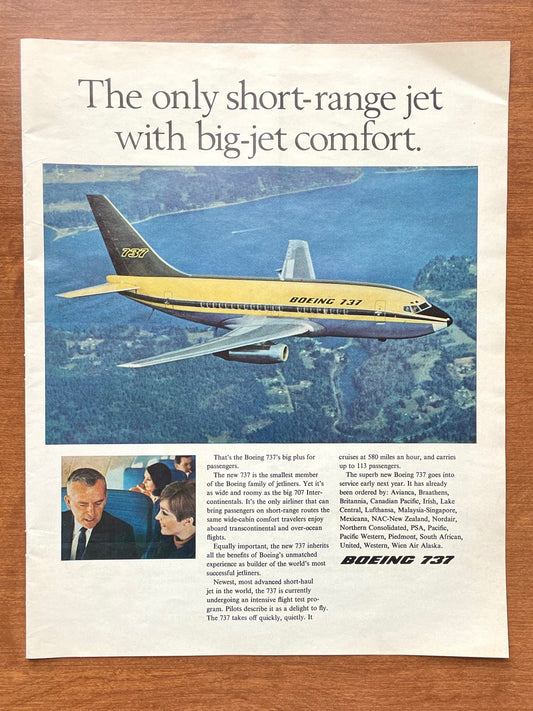 The only short-range jet
with big-jet comfort.
737
BOEING 737
That's the Boeing 737's big plus for
passengers.
The new 737 is the smallest member
of the Boeing family of jetliners. Yet it's
as wide and roomy as the big 707 Inter-
continentals. It's the only airliner that can
bring passengers on short-range routes the
same wide-cabin comfort travelers enjoy
aboard transcontinental and over-ocean
flights.
Equally important, the new 737 inherits
all the benefits of Boeing's unmatched
experience as builder of the world's most
successful jetliners.
Newest, most advanced short-haul
jet in the world, the 737 is currently
undergoing an intensive flight test pro-
gram. Pilots describe it as a delight to fly.
The 737 takes off quickly, quietly. It
cruises at 580 miles an hour, and carries
up to 113 passengers.
The superb new Boeing 737 goes into
service early next year. It has already
been ordered by: Avianca, Braathens,
Britannia, Canadian Pacific, Irish, Lake
Central, Lufthansa, Malaysia-Singapore,
Mexicana, NAC-New Zealand, Nordair,
Northern Consolidated, PSA, Pacific,
Pacific Western, Piedmont, South African,
United, Western, Wien Air Alaska.
BOEING 737